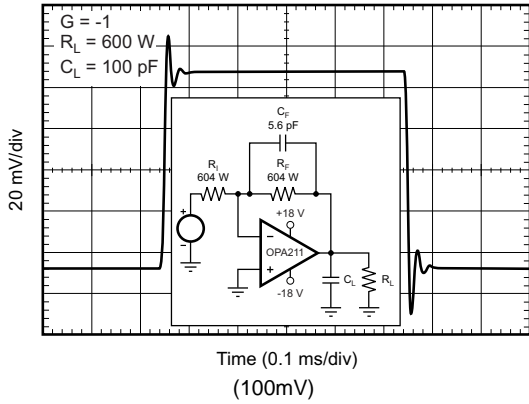 G = -1
R_L = 600 W
C_L = 100 pF
20 mV/div
C_F
5.6 pF
R_I
604 W
R_F
604 W
+
−
+18 V
−
OPA211
+
-18 V
C_L
R_L
Time (0.1 ms/div)
(100mV)